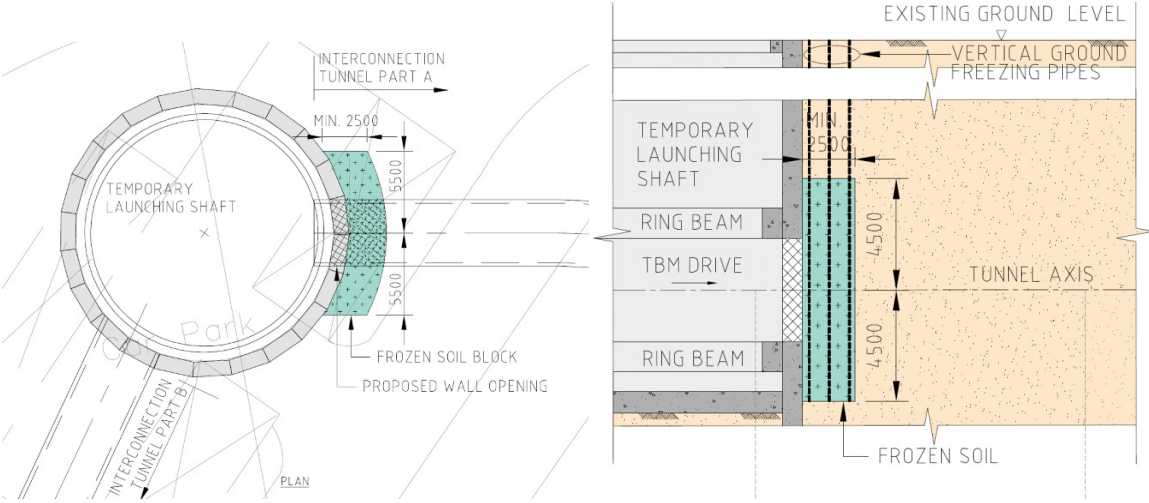 INTERCONNECTION
TUNNEL PART A
MIN. 2500
5500
5500
TEMPORARY
LAUNCHING SHAFT
Car Park
FROZEN SOIL BLOCK
PROPOSED WALL OPENING
INTERCONNECTION
TUNNEL PART B
PLAN
EXISTING GROUND LEVEL
VERTICAL GROUND
FREEZING PIPES
TEMPORARY
LAUNCHING
SHAFT
MIN.
2500
RING BEAM
4500
TBM DRIVE
TUNNEL AXIS
4500
RING BEAM
FROZEN SOIL